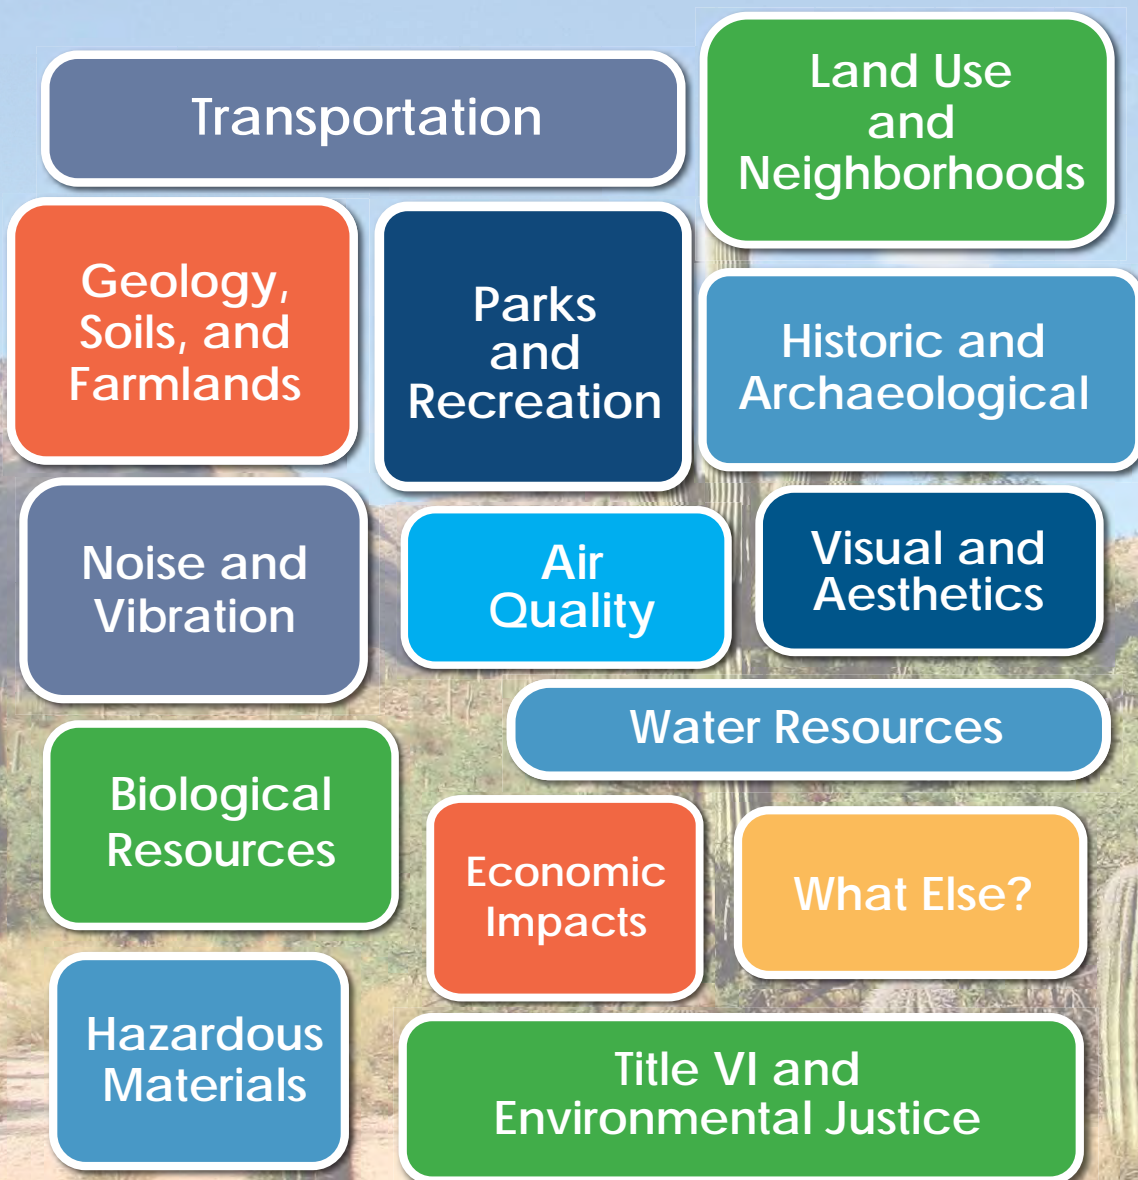 Transportation
Land Use
and
Neighborhoods
Geology,
Soils, and
Farmlands
Parks
and
Recreation
Historic and
Archaeological
Noise and
Vibration
Air
Quality
Visual and
Aesthetics
Water Resources
Biological
Resources
Economic
Impacts
What Else?
Hazardous
Materials
Title VI and
Environmental Justice